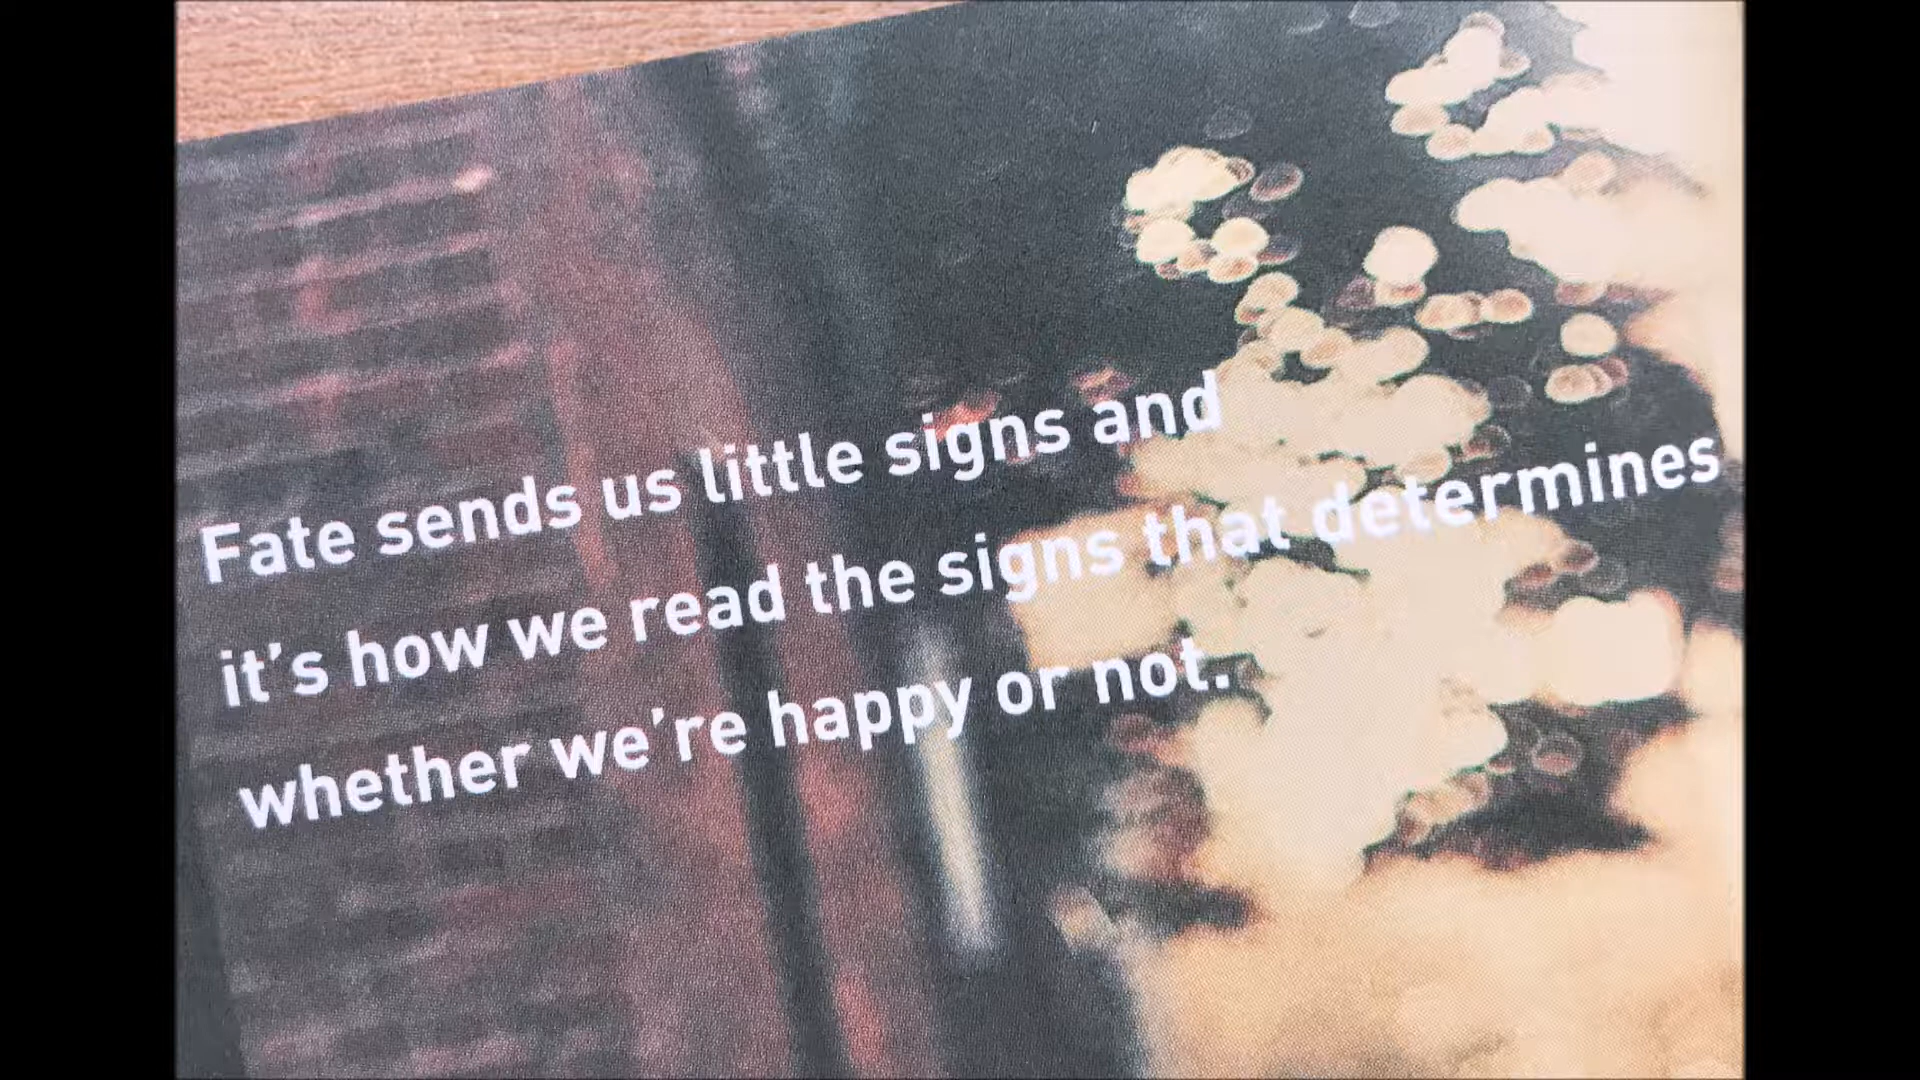 Fate sends us little signs and
it's how we read the signs that determines
whether we're happy or not.